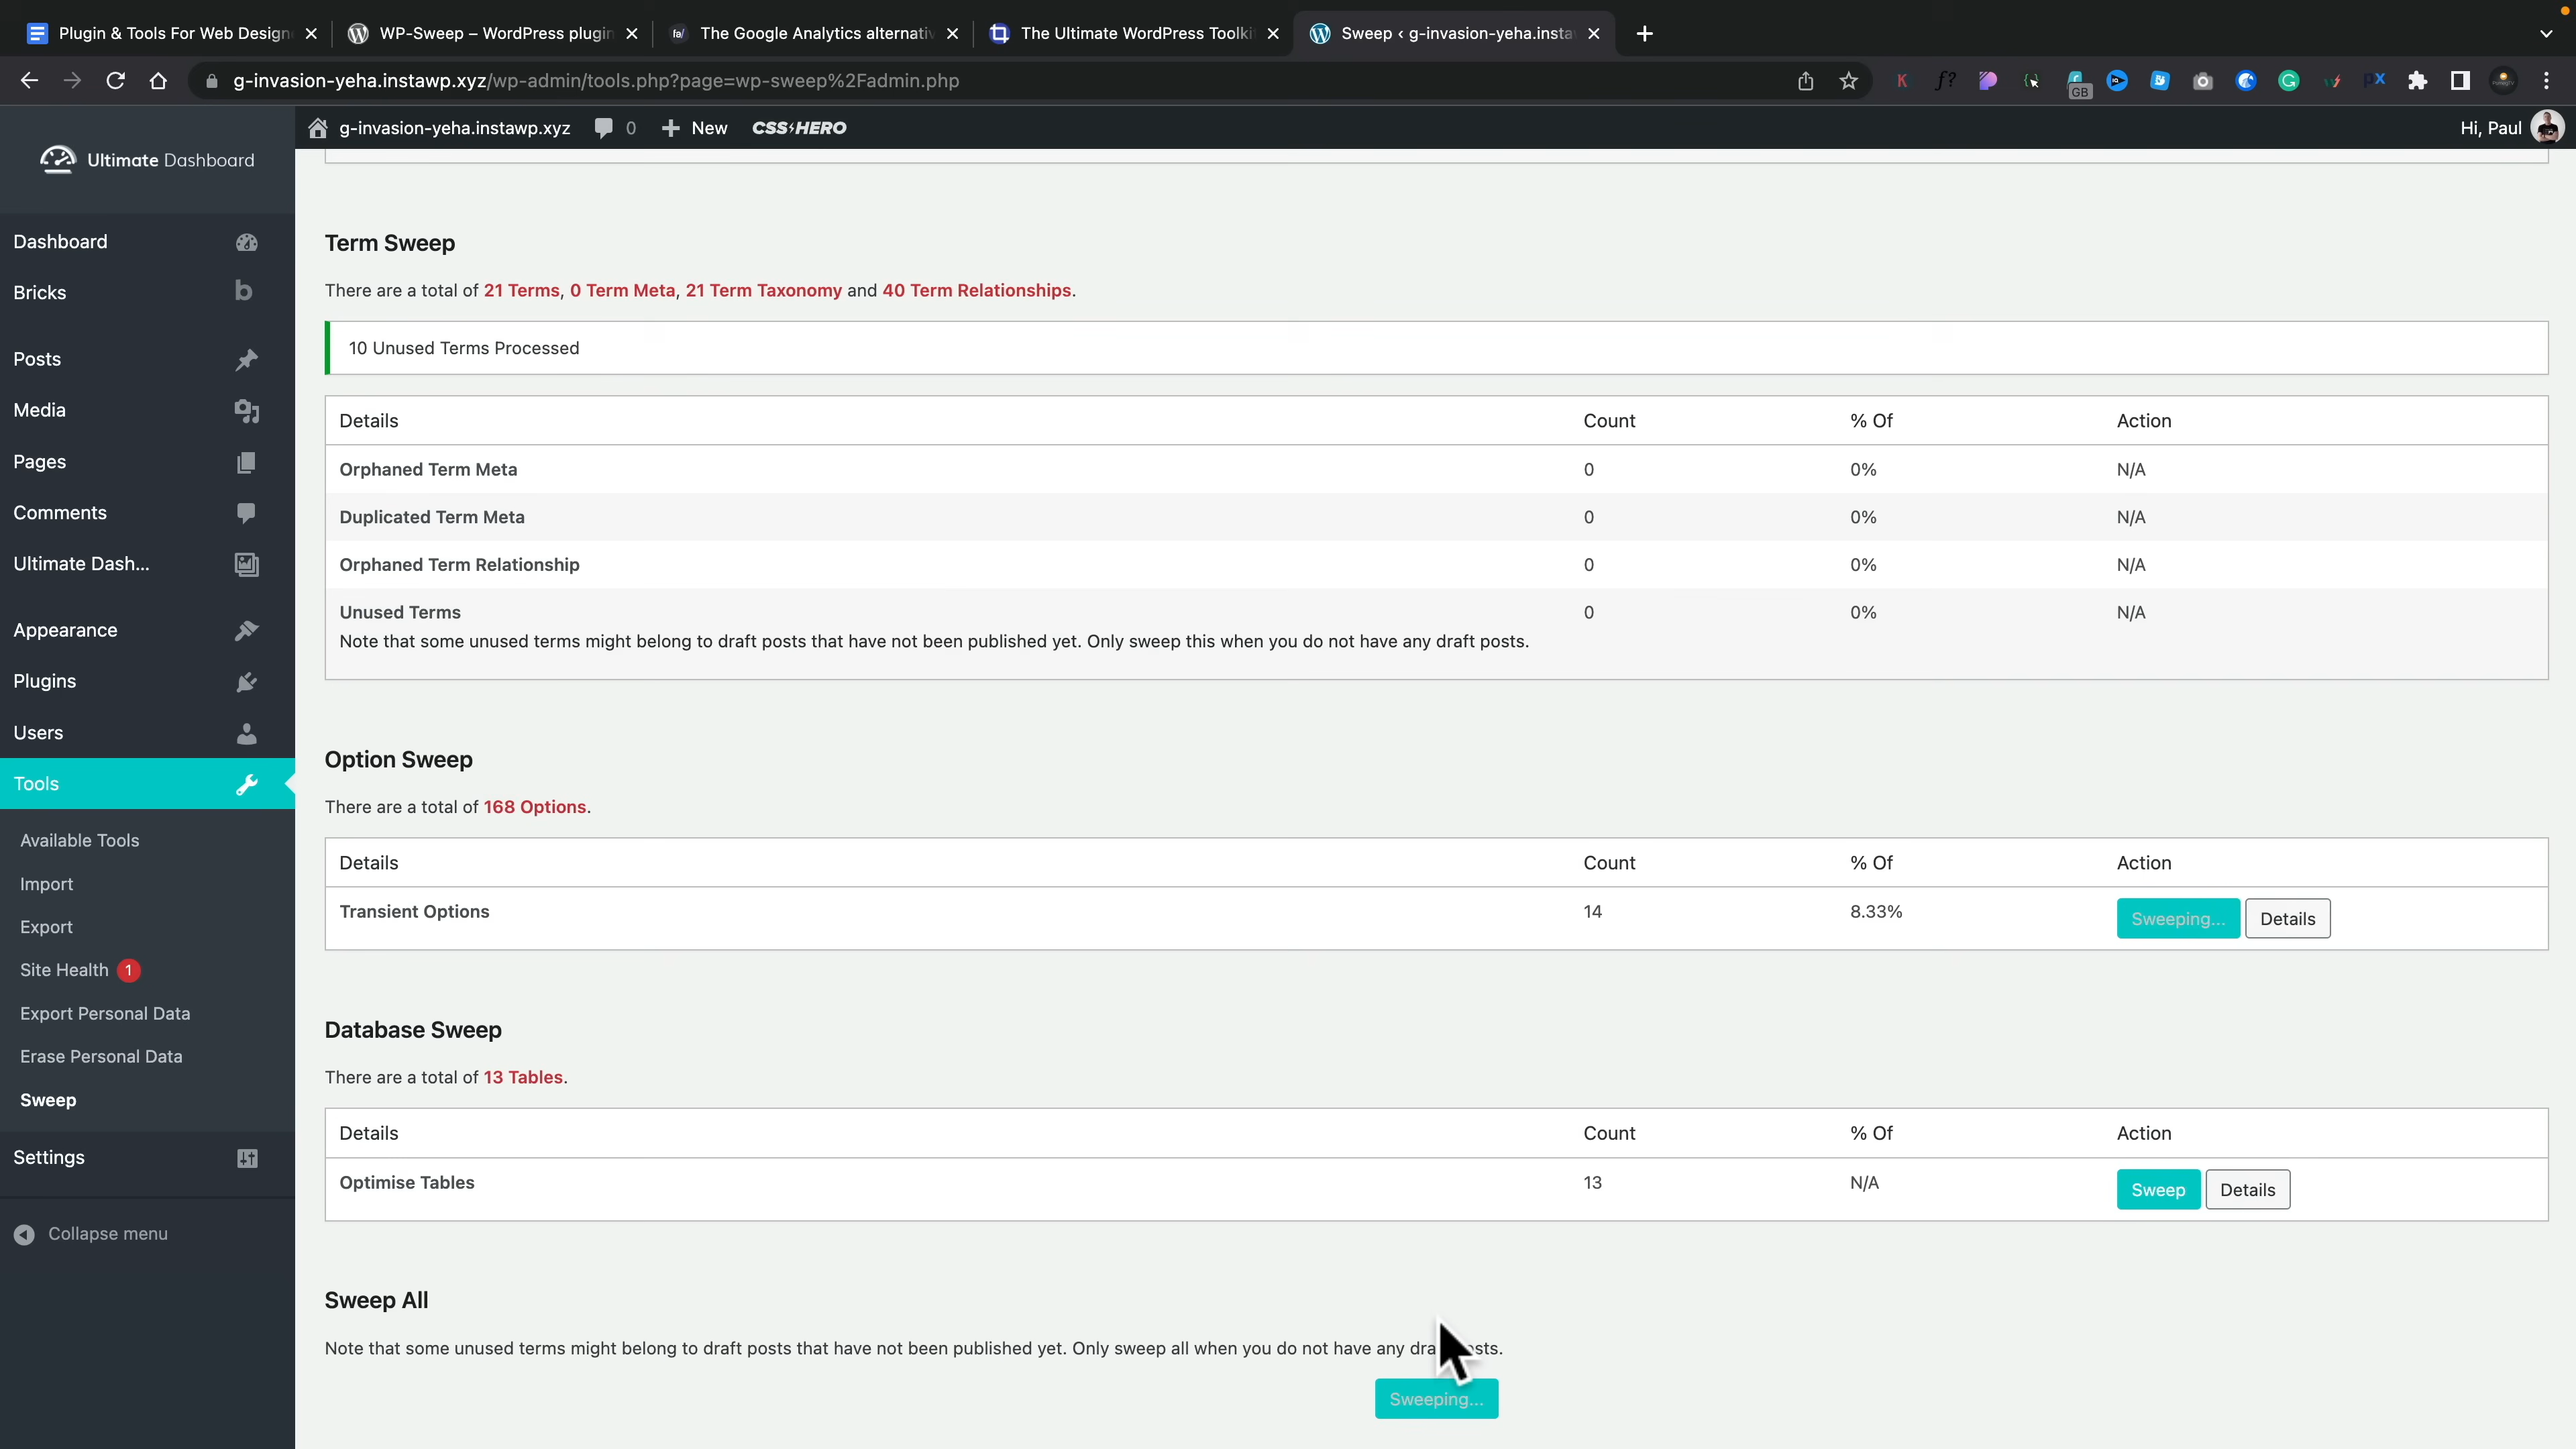 Plugin & Tools For Web Design
WP-Sweep – WordPress plugin
fa/ The Google Analytics alternativ
The Ultimate WordPress Toolki
Sweep ‹ g-invasion-yeha.insta
g-invasion-yeha.instawp.xyz/wp-admin/tools.php?page=wp-sweep%2Fadmin.php
GB
g-invasion-yeha.instawp.xyz 0 New CSS HERO
Hi, Paul
Ultimate Dashboard
Dashboard
Bricks
Posts
Media
Pages
Comments
Ultimate Dash...
Appearance
Plugins
Users
Tools
Available Tools
Import
Export
Site Health 1
Export Personal Data
Erase Personal Data
Sweep
Settings
Collapse menu
Term Sweep
There are a total of 21 Terms, 0 Term Meta, 21 Term Taxonomy and 40 Term Relationships.
10 Unused Terms Processed
Details Count % Of Action
Orphaned Term Meta 0 0% N/A
Duplicated Term Meta 0 0% N/A
Orphaned Term Relationship 0 0% N/A
Unused Terms 0 0% N/A
Note that some unused terms might belong to draft posts that have not been published yet. Only sweep this when you do not have any draft posts.
Option Sweep
There are a total of 168 Options.
Details Count % Of Action
Transient Options 14 8.33% Sweeping... Details
Database Sweep
There are a total of 13 Tables.
Details Count % Of Action
Optimise Tables 13 N/A Sweep Details
Sweep All
Note that some unused terms might belong to draft posts that have not been published yet. Only sweep all when you do not have any
Sweeping...